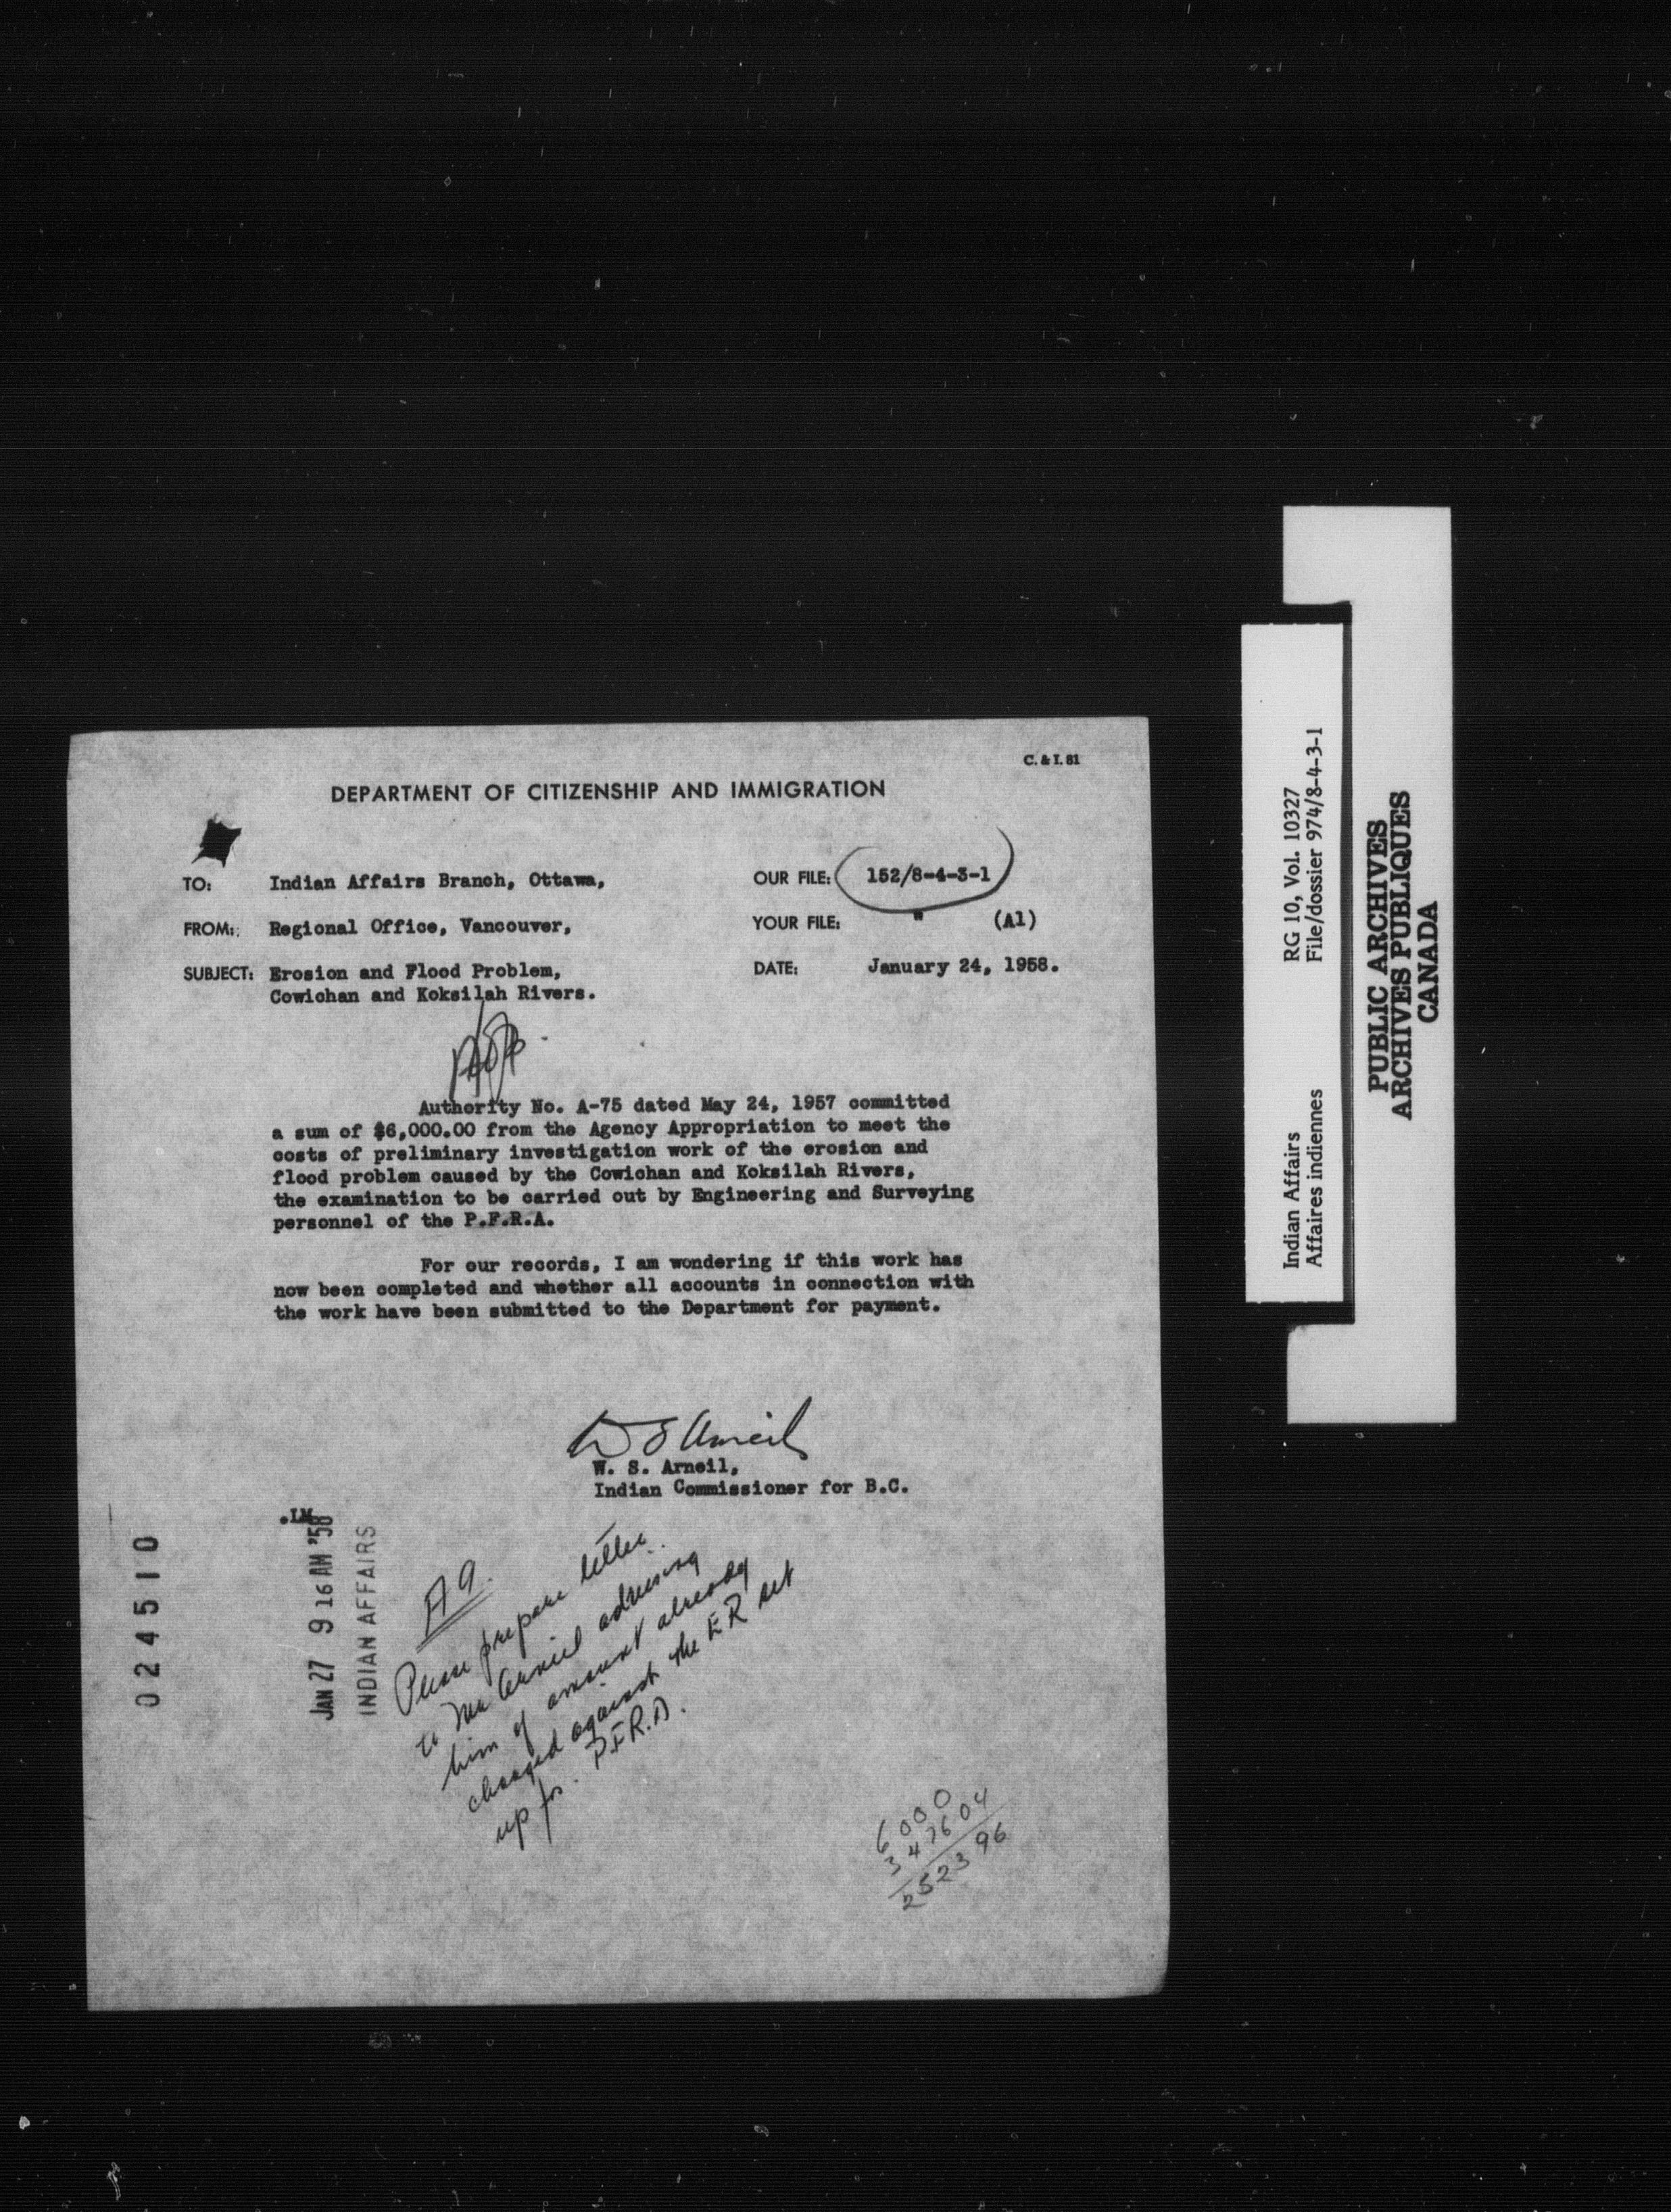 C. & I. 81
DEPARTMENT OF CITIZENSHIP AND IMMIGRATION
TO: Indian Affairs Branch, Ottawa,
OUR FILE: 152/8-4-3-1
FROM: Regional Office, Vancouver,
YOUR FILE: " (A1)
SUBJECT: Erosion and Flood Problem,
Cowichan and Koksilah Rivers.
DATE: January 24, 1958.
Authority No. A-75 dated May 24, 1957 committed
a sum of $6,000.00 from the Agency Appropriation to meet the
costs of preliminary investigation work of the erosion and
flood problem caused by the Cowichan and Koksilah Rivers,
the examination to be carried out by Engineering and Surveying
personnel of the P.F.R.A.
For our records, I am wondering if this work has
now been completed and whether all accounts in connection with
the work have been submitted to the Department for payment.
W S Arneil
W. S. Arneil,
Indian Commissioner for B.C.
.LM
024510
JAN 27 9 16 AM '58
INDIAN AFFAIRS
A9.
Please prepare letter
to Mr Arneil advising
him of amount already
charged against the ER set
up for P.F.R.A.
6000
347604
252396
Indian Affairs RG 10, Vol. 10327
Affaires indiennes File/dossier 974/8-4-3-1
PUBLIC ARCHIVES
ARCHIVES PUBLIQUES
CANADA